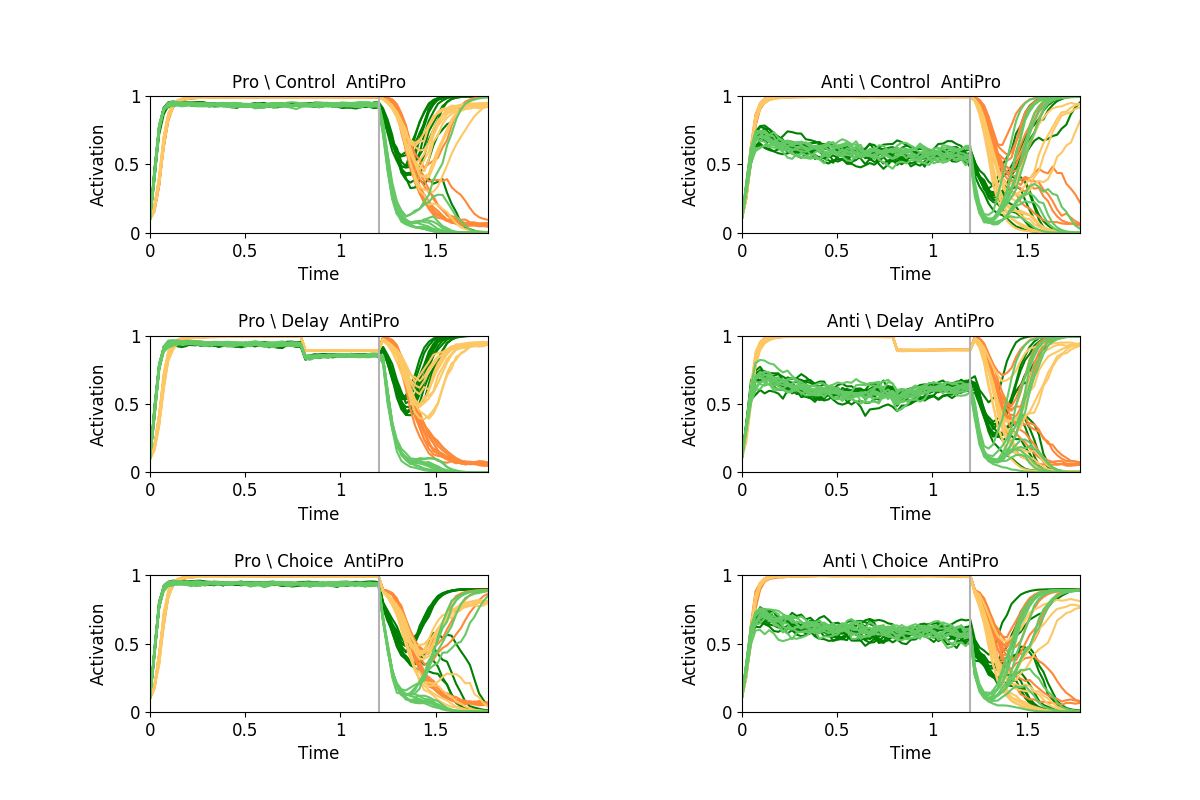 Pro \ Control  AntiPro
1
0.5
0
Activation
0
0.5
1
1.5
Time
Anti \ Control  AntiPro
1
0.5
0
Activation
0
0.5
1
1.5
Time
Pro \ Delay  AntiPro
1
0.5
0
Activation
0
0.5
1
1.5
Time
Anti \ Delay  AntiPro
1
0.5
0
Activation
0
0.5
1
1.5
Time
Pro \ Choice  AntiPro
1
0.5
0
Activation
0
0.5
1
1.5
Time
Anti \ Choice  AntiPro
1
0.5
0
Activation
0
0.5
1
1.5
Time